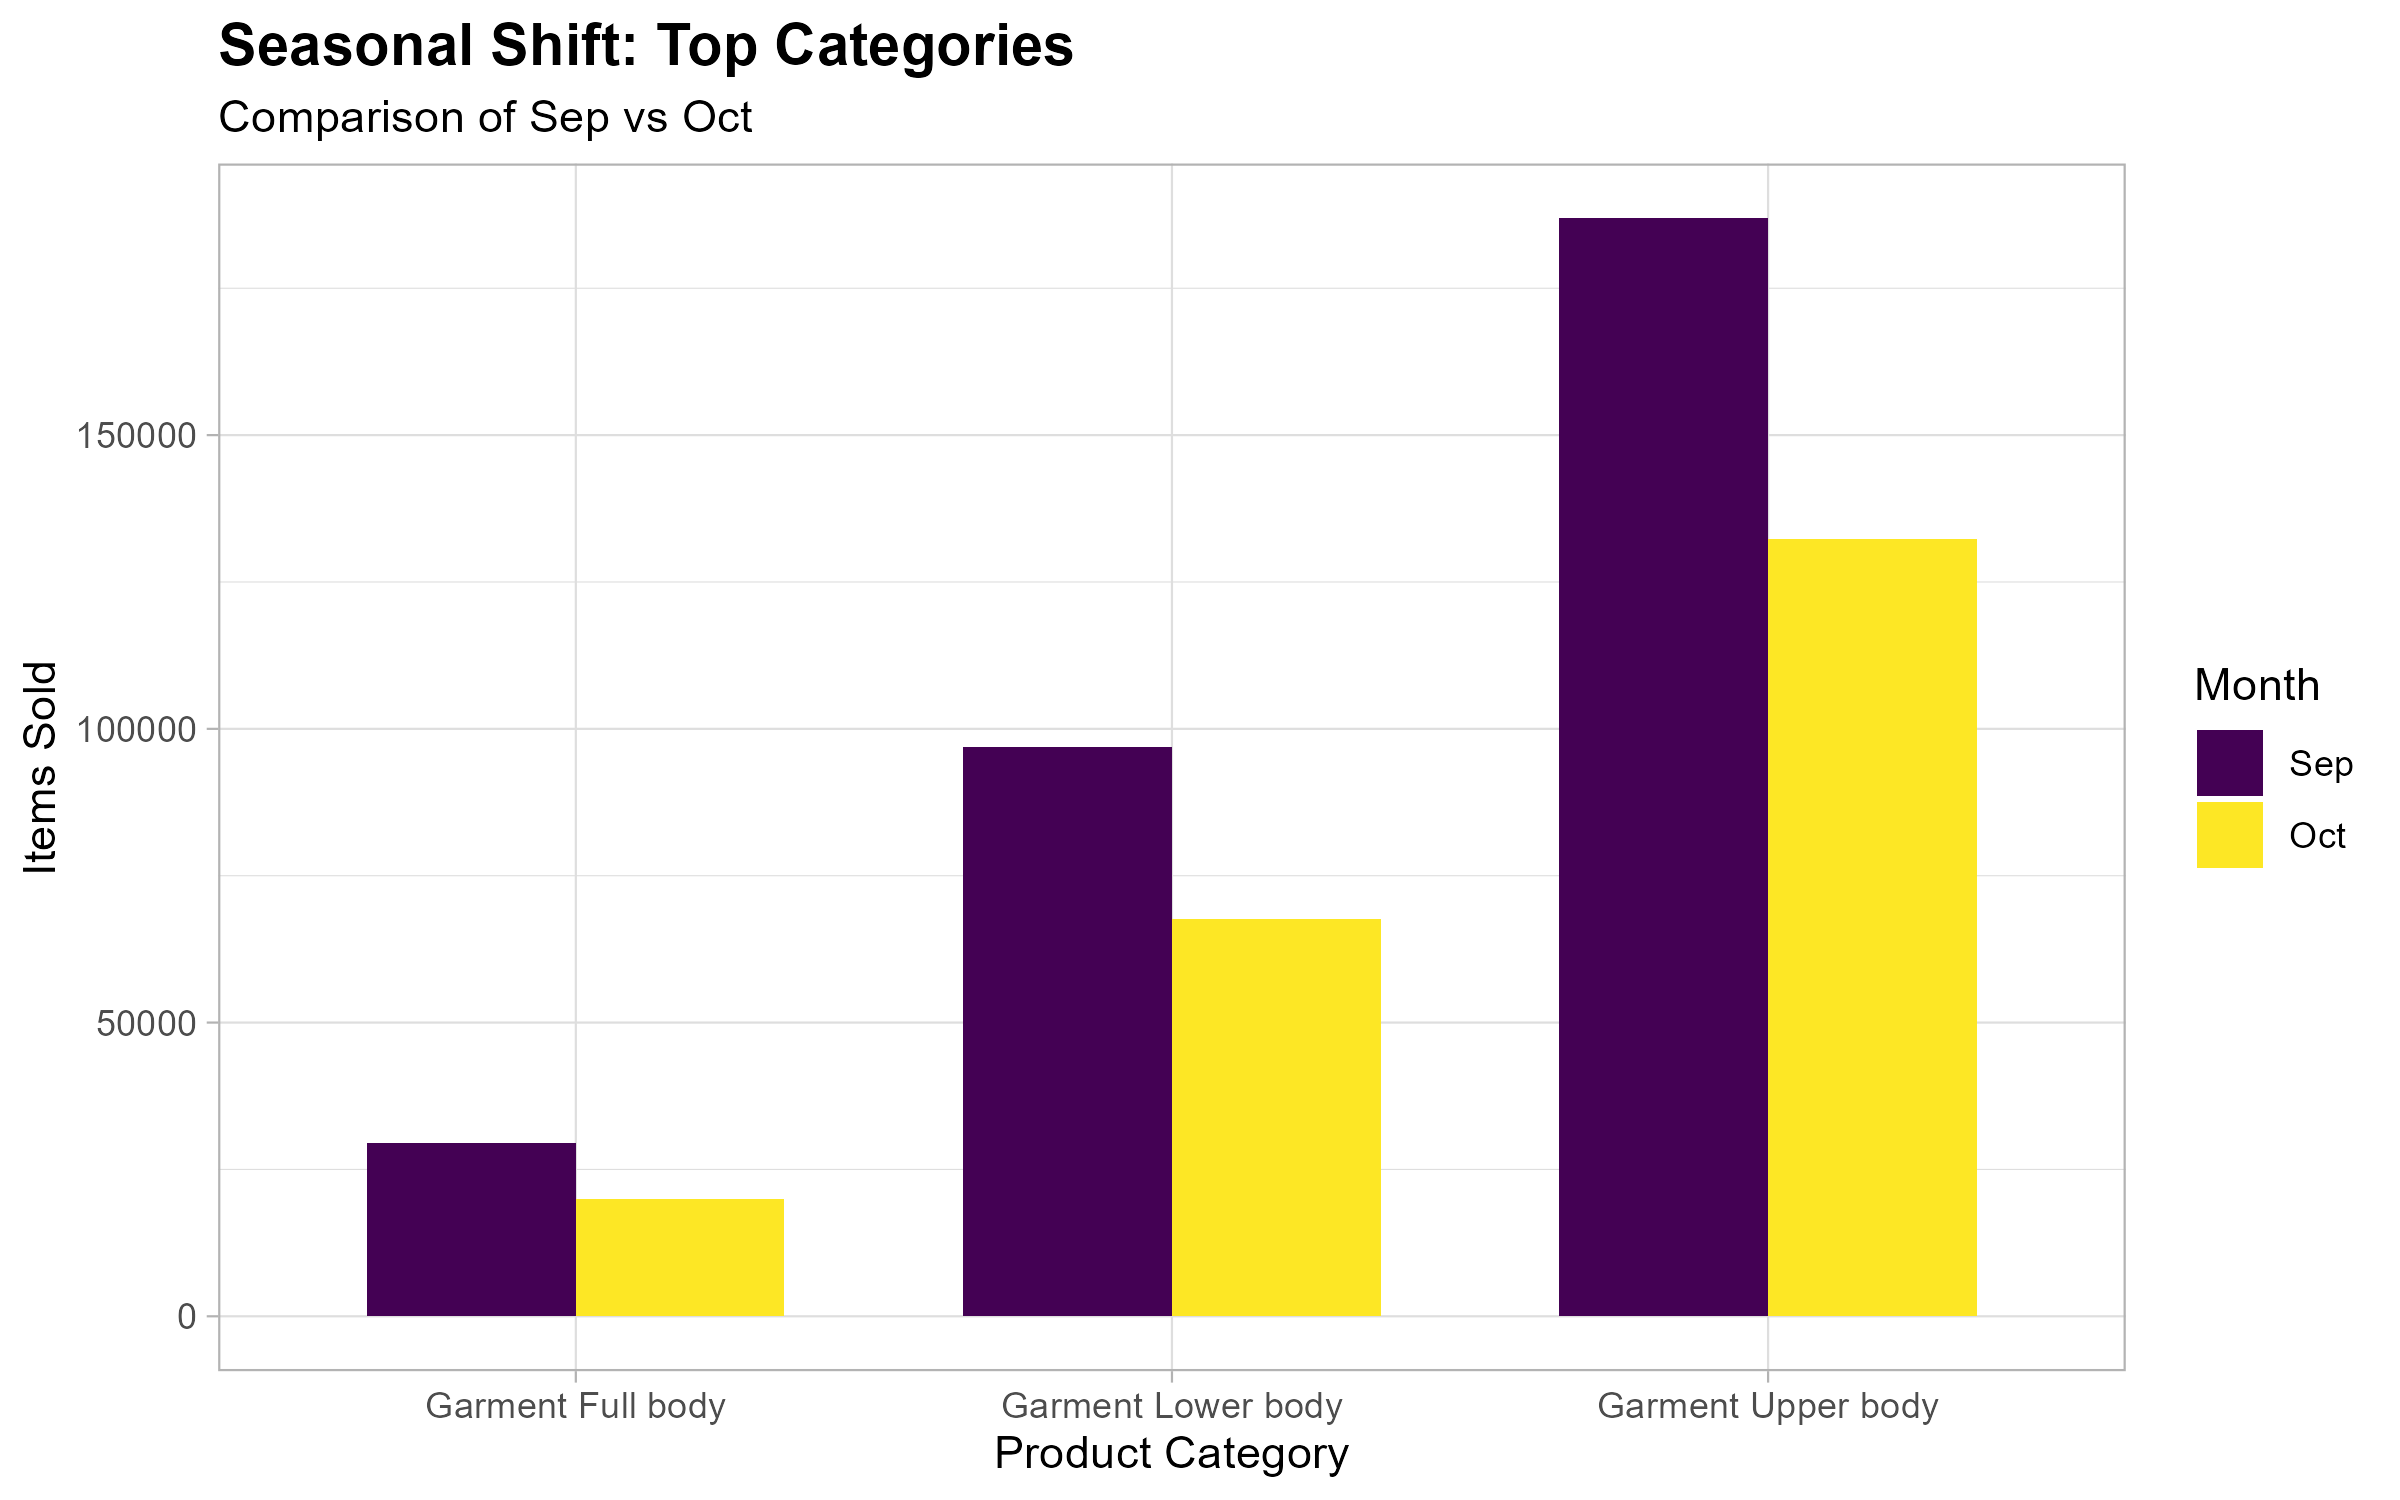 Seasonal Shift: Top Categories
Comparison of Sep vs Oct
Items Sold
150000
100000
50000
0
Garment Full body
Garment Lower body
Garment Upper body
Product Category
Month
Sep
Oct